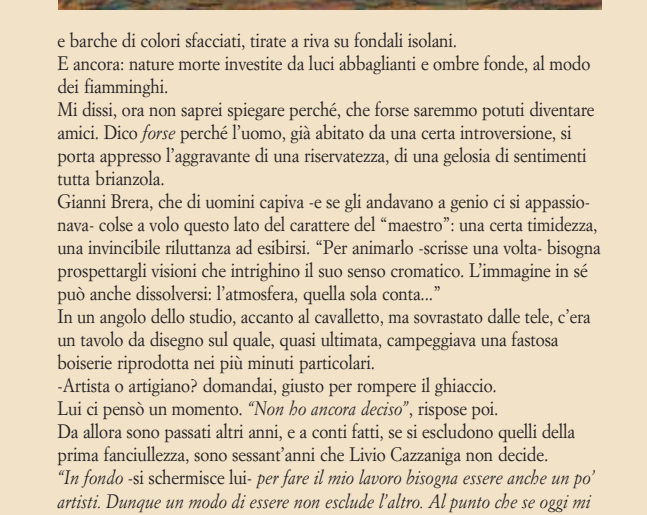 e barche di colori sfacciati, tirate a riva su fondali isolani.
E ancora: nature morte investite da luci abbaglianti e ombre fonde, al modo
dei fiamminghi.
Mi dissi, ora non saprei spiegare perché, che forse saremmo potuti diventare
amici. Dico forse perché l’uomo, già abitato da una certa introversione, si
porta appresso l’aggravante di una riservatezza, di una gelosia di sentimenti
tutta brianzola.
Gianni Brera, che di uomini capiva -e se gli andavano a genio ci si appassio-
nava- colse a volo questo lato del carattere del “maestro”: una certa timidezza,
una invincibile riluttanza ad esibirsi. “Per animarlo -scrisse una volta- bisogna
prospettargli visioni che intrighino il suo senso cromatico. L’immagine in sé
può anche dissolversi: l’atmosfera, quella sola conta...”
In un angolo dello studio, accanto al cavalletto, ma sovrastato dalle tele, c’era
un tavolo da disegno sul quale, quasi ultimata, campeggiava una fastosa
boiserie riprodotta nei più minuti particolari.
-Artista o artigiano? domandai, giusto per rompere il ghiaccio.
Lui ci pensò un momento. “Non ho ancora deciso”, rispose poi.
Da allora sono passati altri anni, e a conti fatti, se si escludono quelli della
prima fanciullezza, sono sessant’anni che Livio Cazzaniga non decide.
“In fondo -si schermisce lui- per fare il mio lavoro bisogna essere anche un po’
artisti. Dunque un modo di essere non esclude l’altro. Al punto che se oggi mi